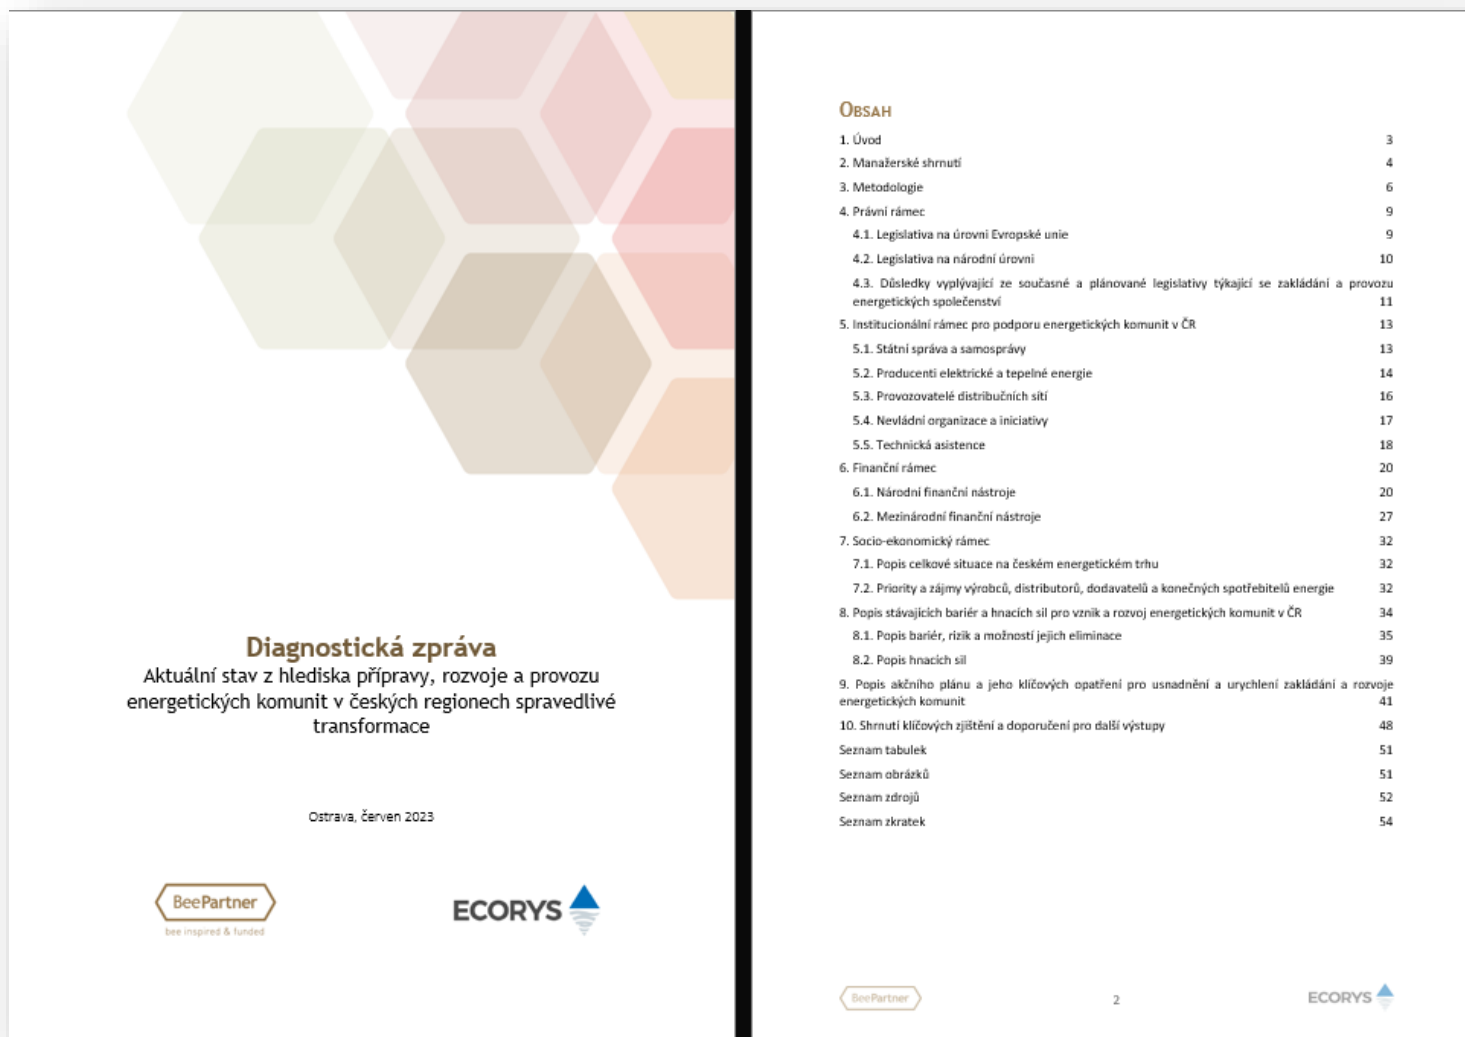 Diagnostická zpráva
Aktuální stav z hlediska přípravy, rozvoje a provozu
energetických komunit v českých regionech spravedlivé
transformace
Ostrava, červen 2023
BeePartner
bee inspired & funded
ECORYS
OBSAH
1. Úvod 3
2. Manažerské shrnutí 4
3. Metodologie 6
4. Právní rámec 9
4.1. Legislativa na úrovni Evropské unie 9
4.2. Legislativa na národní úrovni 10
4.3. Důsledky vyplývající ze současné a plánované legislativy týkající se zakládání a provozu
energetických společenství 11
5. Institucionální rámec pro podporu energetických komunit v ČR 13
5.1. Státní správa a samosprávy 13
5.2. Producenti elektrické a tepelné energie 14
5.3. Provozovatelé distribučních sítí 16
5.4. Nevládní organizace a iniciativy 17
5.5. Technická asistence 18
6. Finanční rámec 20
6.1. Národní finanční nástroje 20
6.2. Mezinárodní finanční nástroje 27
7. Socio-ekonomický rámec 32
7.1. Popis celkové situace na českém energetickém trhu 32
7.2. Priority a zájmy výrobců, distributorů, dodavatelů a konečných spotřebitelů energie 32
8. Popis stávajících bariér a hnacích sil pro vznik a rozvoj energetických komunit v ČR 34
8.1. Popis bariér, rizik a možností jejich eliminace 35
8.2. Popis hnacích sil 39
9. Popis akčního plánu a jeho klíčových opatření pro usnadnění a urychlení zakládání a rozvoje
energetických komunit 41
10. Shrnutí klíčových zjištění a doporučení pro další výstupy 48
Seznam tabulek 51
Seznam obrázků 51
Seznam zdrojů 52
Seznam zkratek 54
BeePartner
2
ECORYS